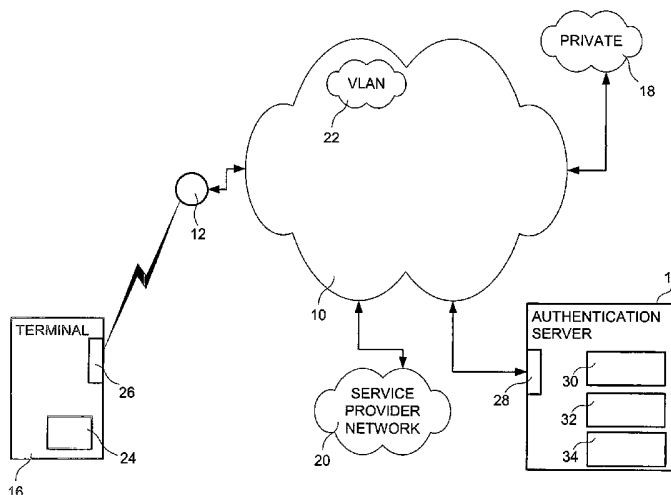 PRIVATE
18
VLAN
22
12
10
TERMINAL
26
24
16
SERVICE
PROVIDER
NETWORK
20
AUTHENTICATION
SERVER
28
30
32
34